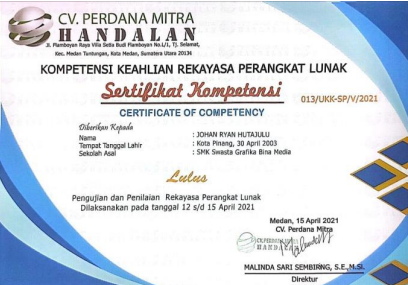 CV. PERDANA MITRA
HANDALAN
Jl. Flamboyan Raya Villa Setia Budi Flamboyan No.L/1, Tj. Selamat,
Kec. Medan Tuntungan, Kota Medan, Sumatera Utara 20134
KOMPETENSI KEAHLIAN REKAYASA PERANGKAT LUNAK
Sertifikat Kompetensi
013/UKK-SP/V/2021
CERTIFICATE OF COMPETENCY
Diberikan Kepada
Nama : JOHAN RYAN HUTAJULU
Tempat Tanggal Lahir : Kota Pinang, 30 April 2003
Sekolah Asal : SMK Swasta Grafika Bina Media
Lulus
Pengujian dan Penilaian Rekayasa Perangkat Lunak
Dilaksanakan pada tanggal 12 s/d 15 April 2021
Medan, 15 April 2021
CV. Perdana Mitra
MALINDA SARI SEMBIRING, S.E.,M.Si.
Direktur